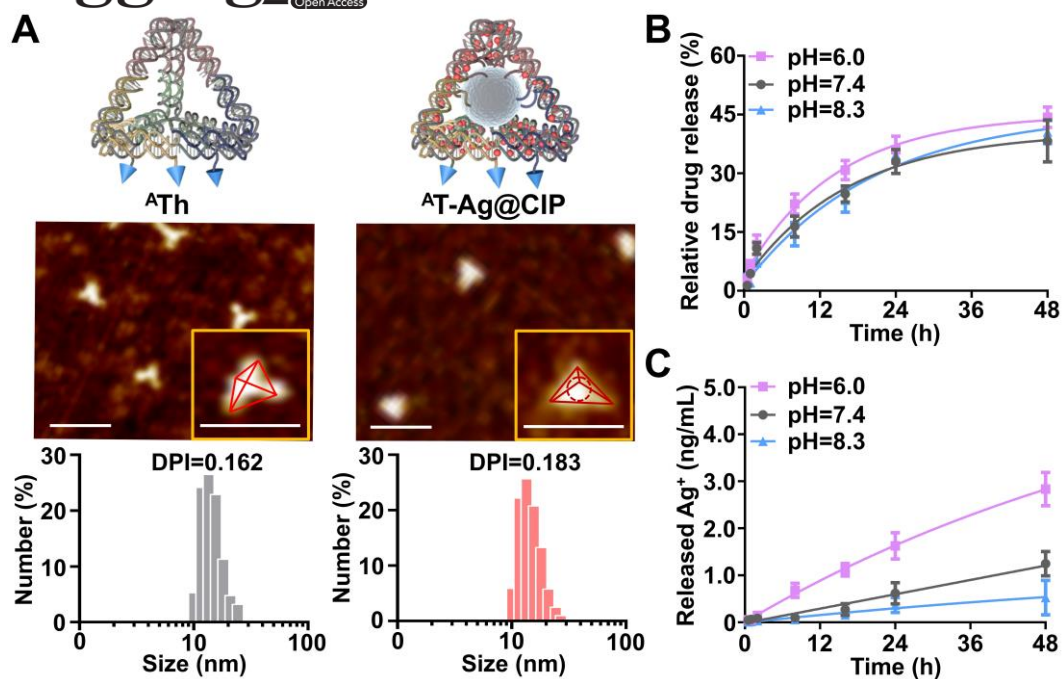 Open Access
A
ᴬTh
ᴬT-Ag@CIP
DPI=0.162
Number (%)
30
20
10
0
0
10
100
Size (nm)
DPI=0.183
Number (%)
30
20
10
0
0
10
100
Size (nm)
B
Relative drug release (%)
60
45
30
15
0
pH=6.0
pH=7.4
pH=8.3
0
12
24
36
48
Time (h)
C
Released Ag⁺ (ng/mL)
5.0
4.0
3.0
2.0
1.0
0
pH=6.0
pH=7.4
pH=8.3
0
12
24
36
48
Time (h)